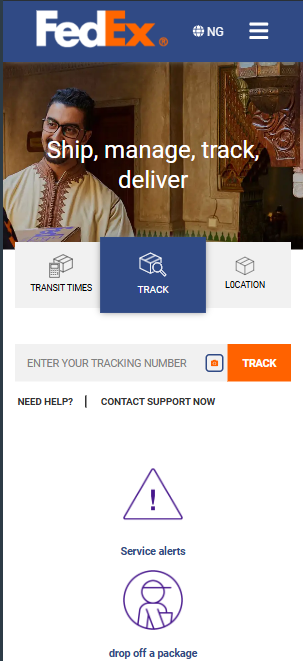 FedEx ®
NG
Ship, manage, track,
deliver
TRANSIT TIMES
TRACK
LOCATION
ENTER YOUR TRACKING NUMBER
TRACK
NEED HELP? | CONTACT SUPPORT NOW
Service alerts
drop off a package